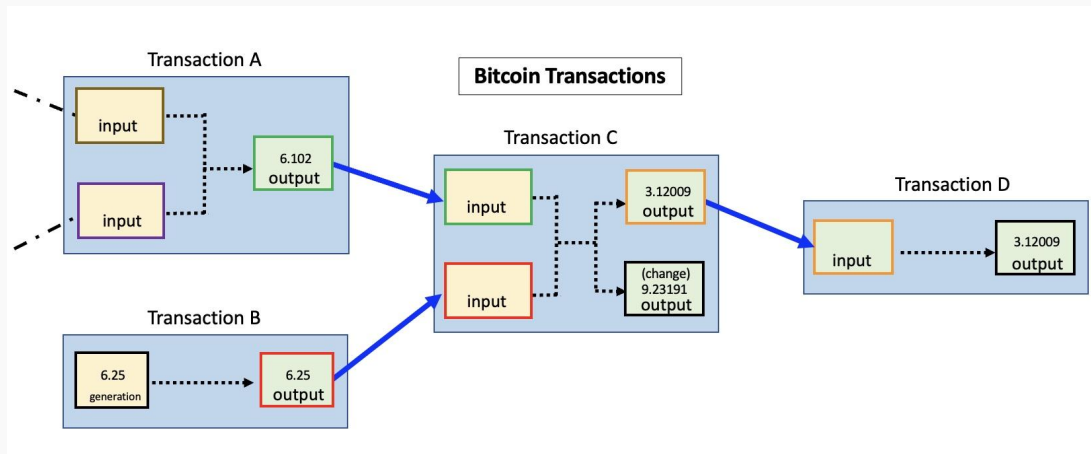 Bitcoin Transactions
Transaction A
input
input
6.102
output
Transaction B
6.25
generation
6.25
output
Transaction C
input
input
3.12009
output
(change)
9.23191
output
Transaction D
input
3.12009
output